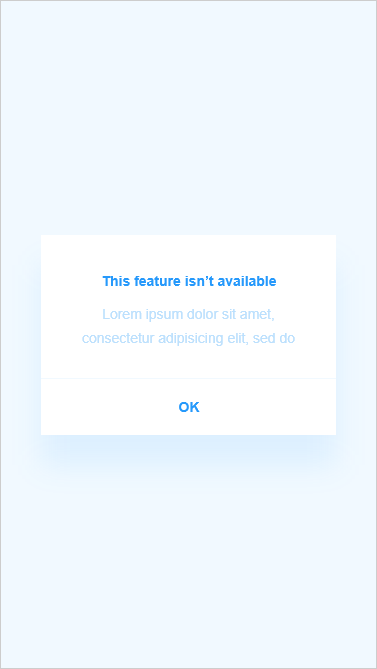 This feature isn’t available
Lorem ipsum dolor sit amet,
consectetur adipisicing elit, sed do
OK